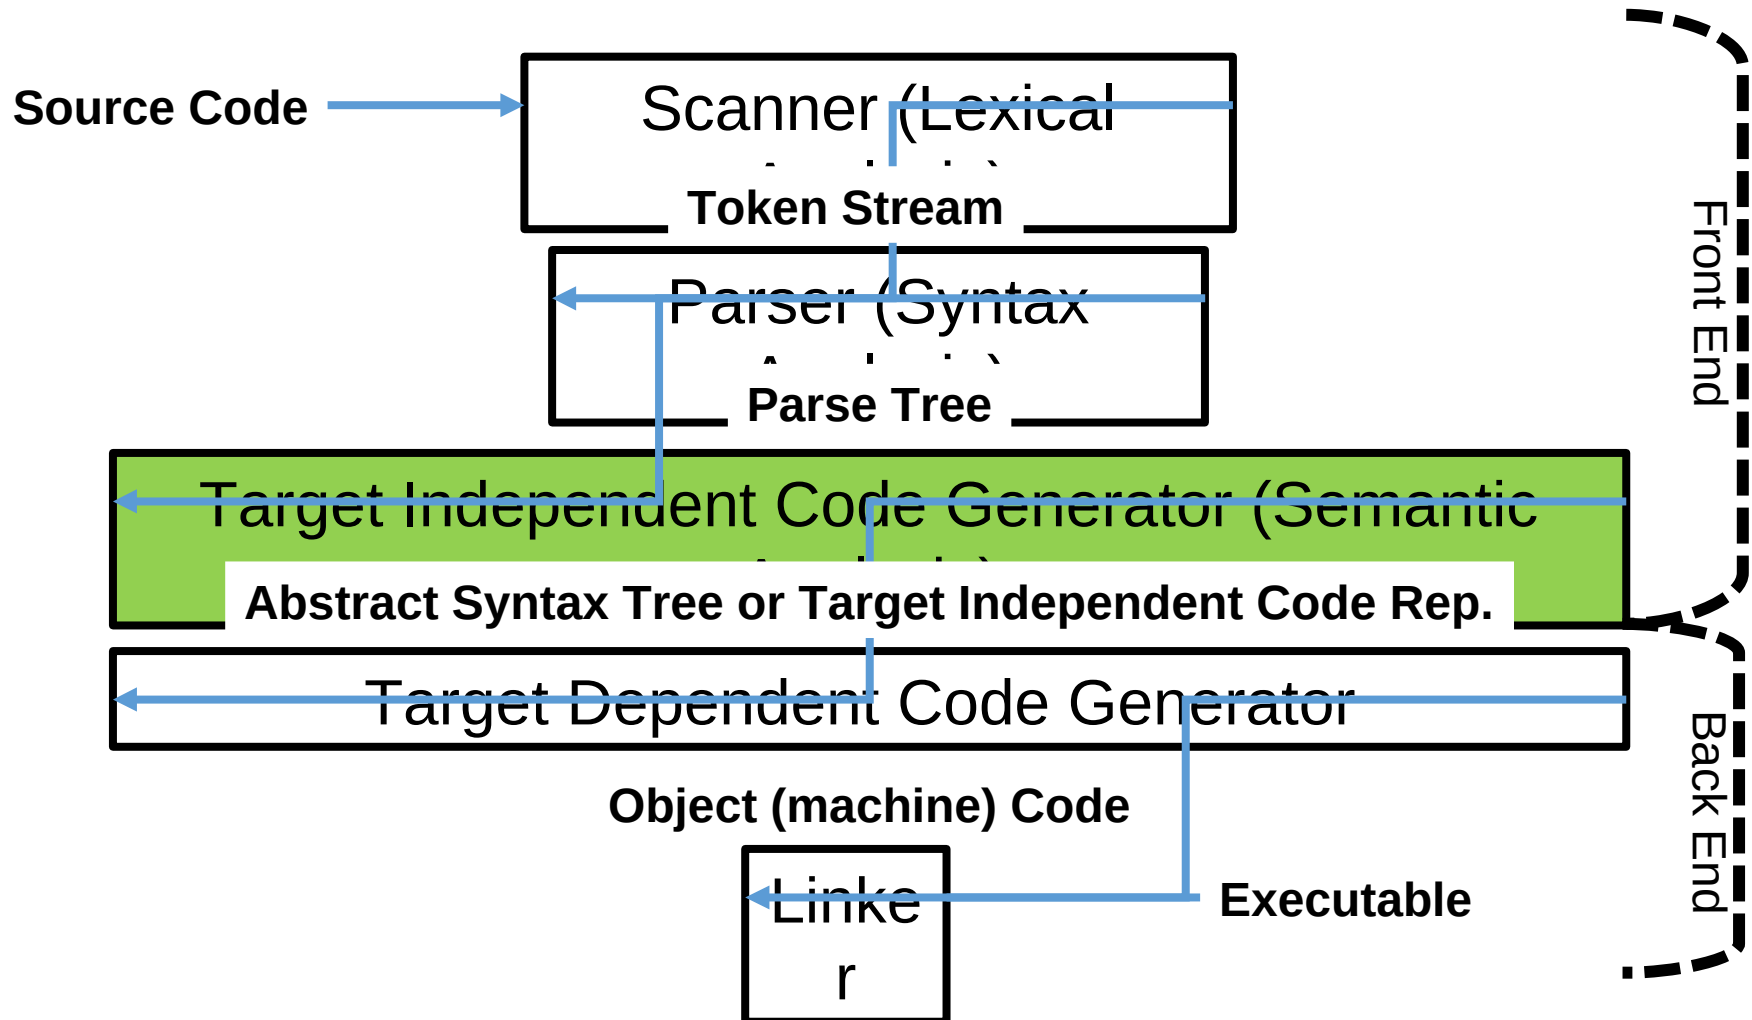 Source Code
Scanner (Lexical
Token Stream
Parser (Syntax
Parse Tree
Target Independent Code Generator (Semantic
Abstract Syntax Tree or Target Independent Code Rep.
Target Dependent Code Generator
Object (machine) Code
Linke
r
Executable
Front End
Back End